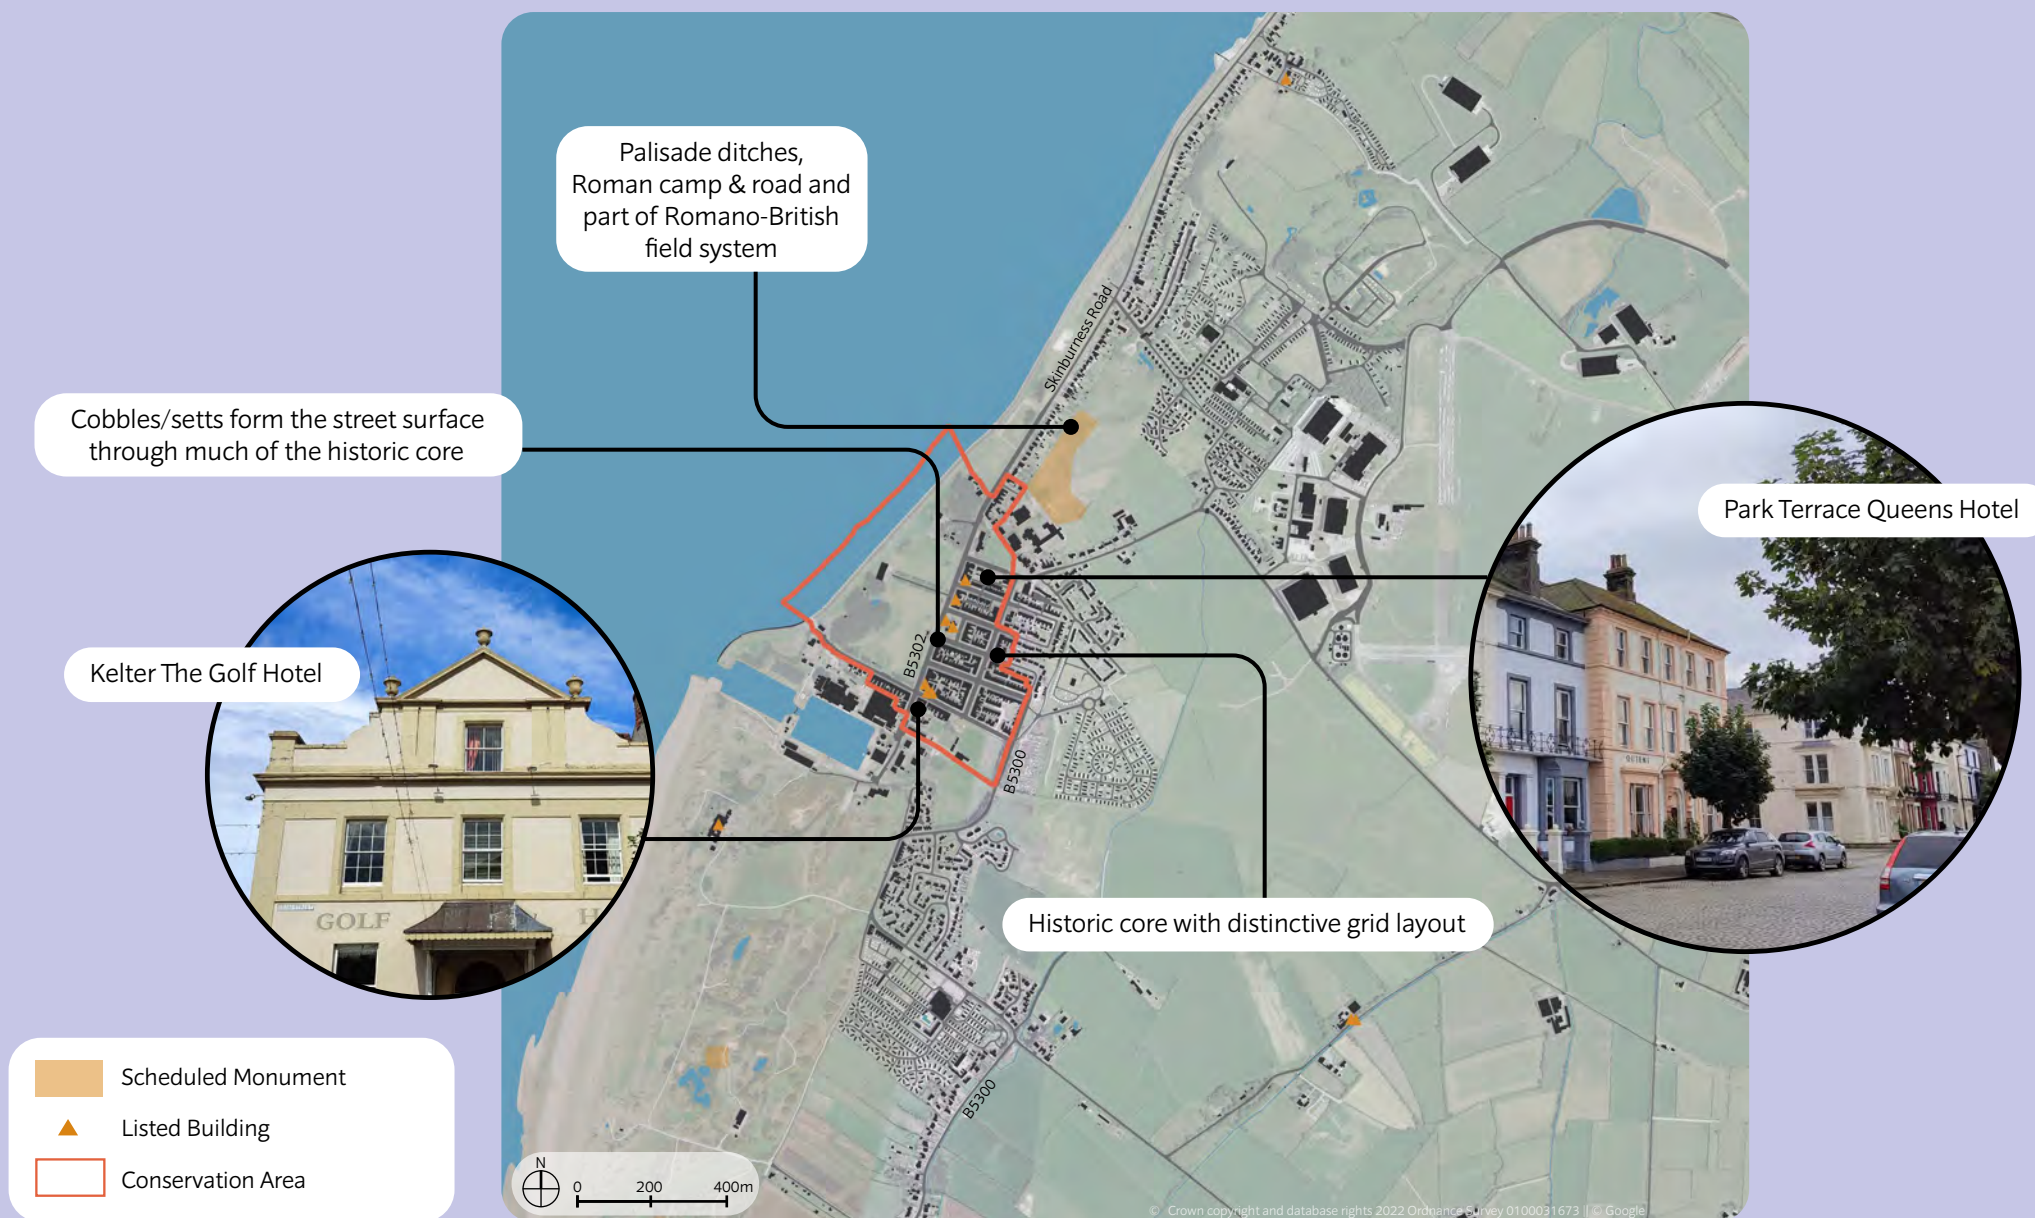 Palisade ditches,
Roman camp & road and
part of Romano-British
field system
Skinburness Road
Cobbles/setts form the street surface
through much of the historic core
Park Terrace Queens Hotel
QUEENS
Kelter The Golf Hotel
GOLF
H
B5302
B5300
Historic core with distinctive grid layout
B5300
Scheduled Monument
Listed Building
Conservation Area
N
0 200 400m
© Crown copyright and database rights 2022 Ordnance Survey 0100031673 || © Google